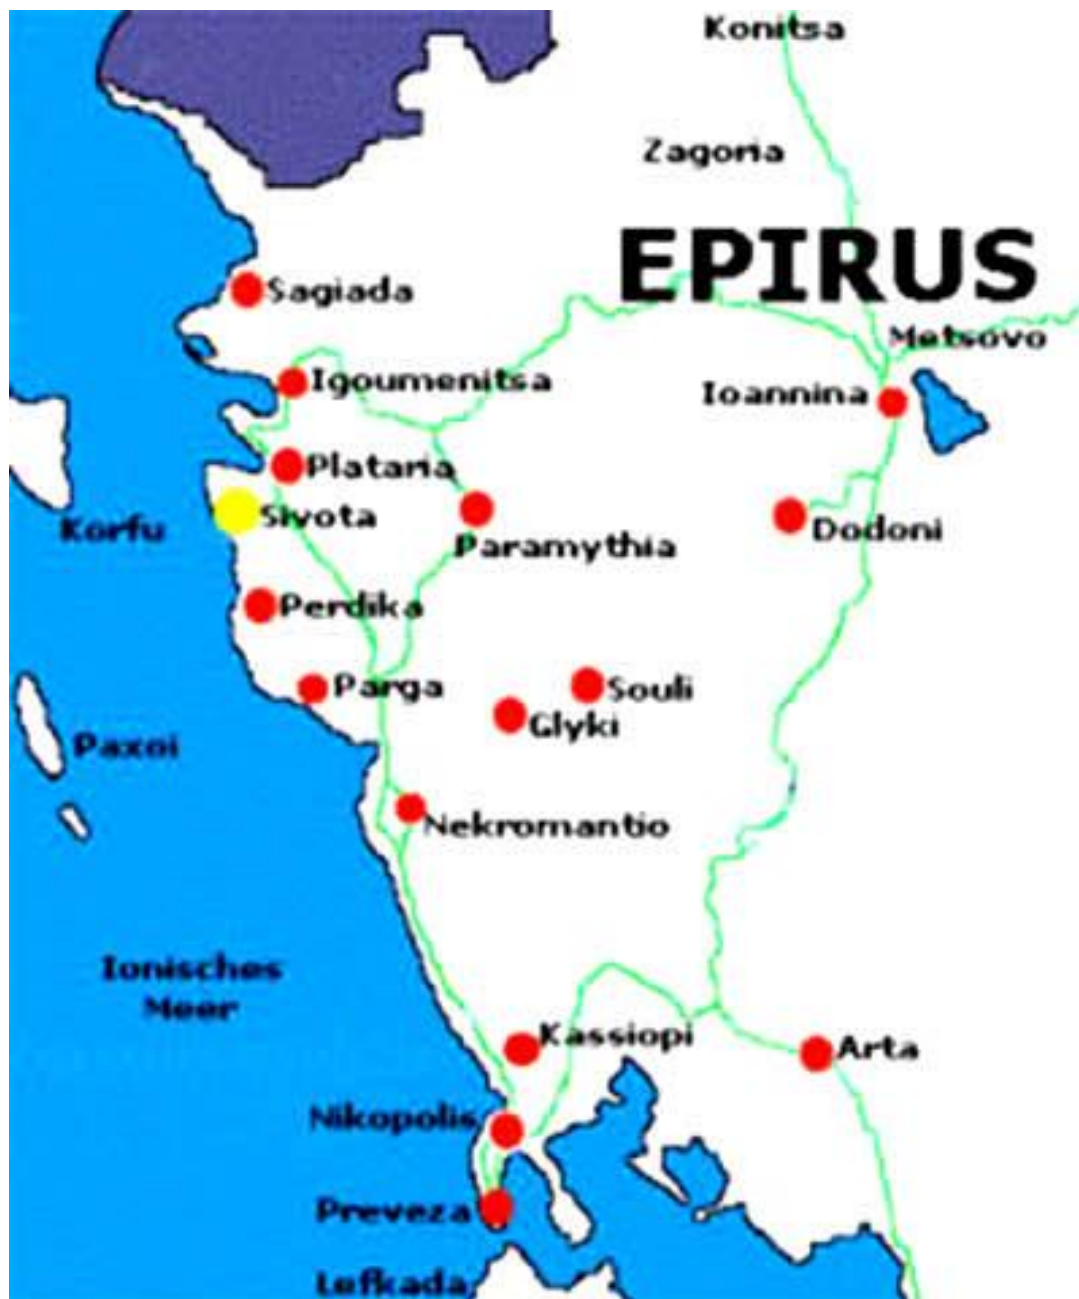 Konitsa
Zagoria
EPIRUS
Sagiada
Metsovo
Igoumenitsa
Ioannina
Plataria
Sivota
Korfu
Dodoni
Paramythia
Perdika
Parga
Souli
Glyki
Paxoi
Nekromantio
Ionisches
Meer
Kassiopi
Arta
Nikopolis
Preveza
Lefkada